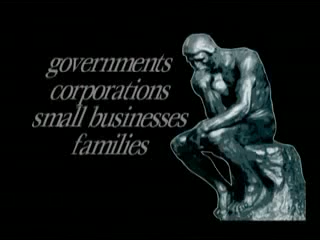 governments
corporations
small businesses
families